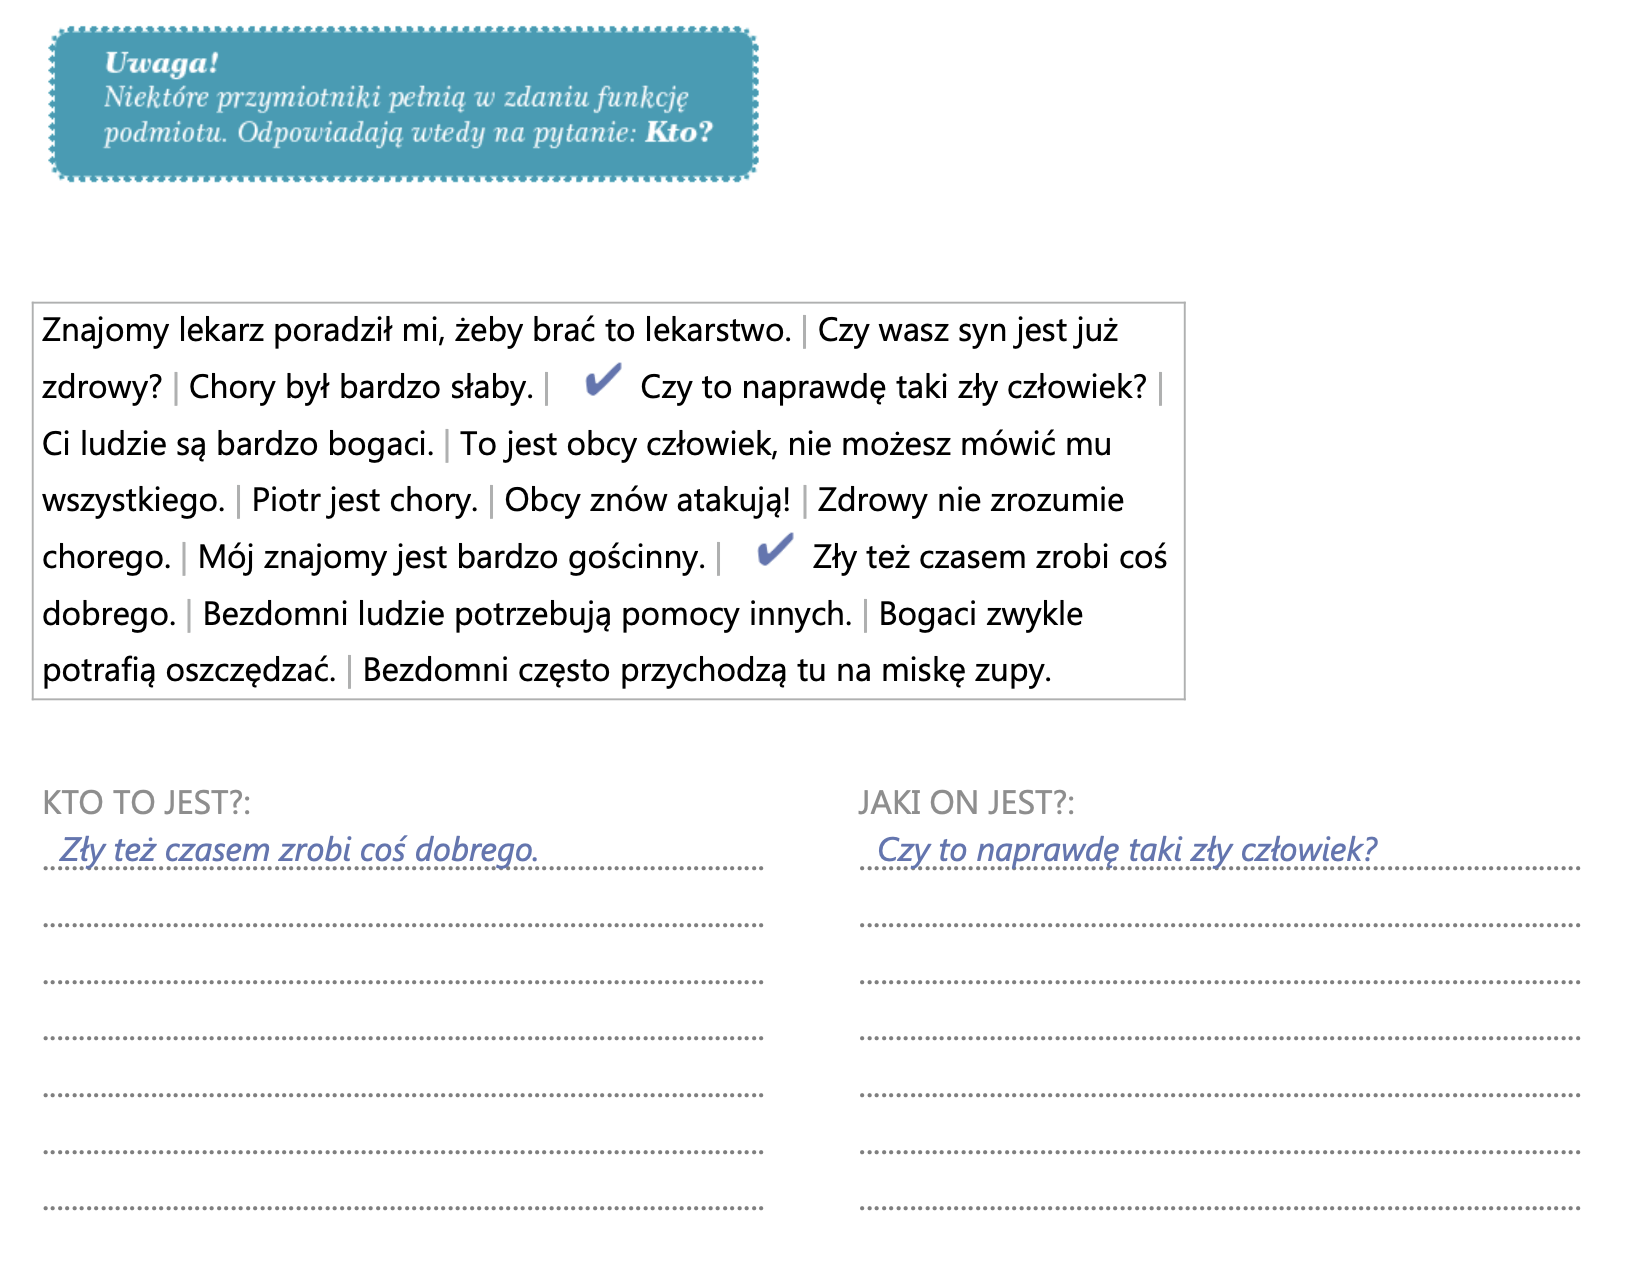 Uwaga!
Niektóre przymiotniki pełnią w zdaniu funkcję
podmiotu. Odpowiadają wtedy na pytanie: Kto?
Znajomy lekarz poradził mi, żeby brać to lekarstwo. | Czy wasz syn jest już
zdrowy? | Chory był bardzo słaby. | ✔ Czy to naprawdę taki zły człowiek? |
Ci ludzie są bardzo bogaci. | To jest obcy człowiek, nie możesz mówić mu
wszystkiego. | Piotr jest chory. | Obcy znów atakują! | Zdrowy nie zrozumie
chorego. | Mój znajomy jest bardzo gościnny. | ✔ Zły też czasem zrobi coś
dobrego. | Bezdomni ludzie potrzebują pomocy innych. | Bogaci zwykle
potrafią oszczędzać. | Bezdomni często przychodzą tu na miskę zupy.
KTO TO JEST?:
Zły też czasem zrobi coś dobrego.
JAKI ON JEST?:
Czy to naprawdę taki zły człowiek?